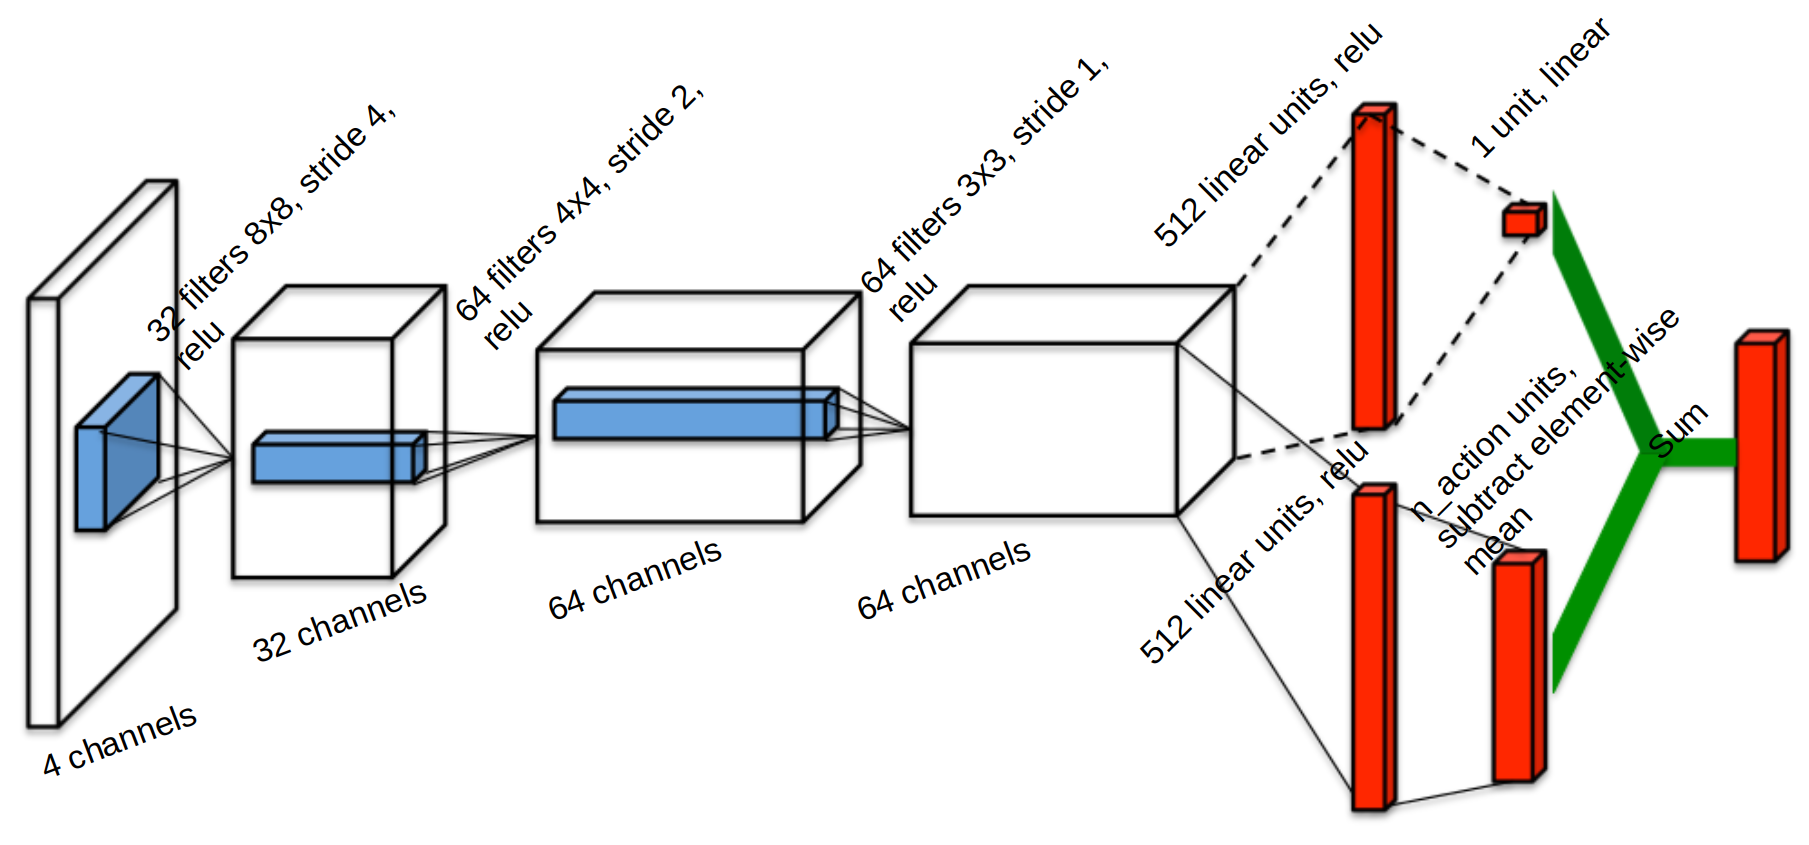 32 filters 8x8, stride 4,
relu
64 filters 4x4, stride 2,
relu
64 filters 3x3, stride 1,
relu
512 linear units, relu
1 unit, linear
512 linear units, relu
n_action units,
subtract element-wise
mean
Sum
4 channels
32 channels
64 channels
64 channels